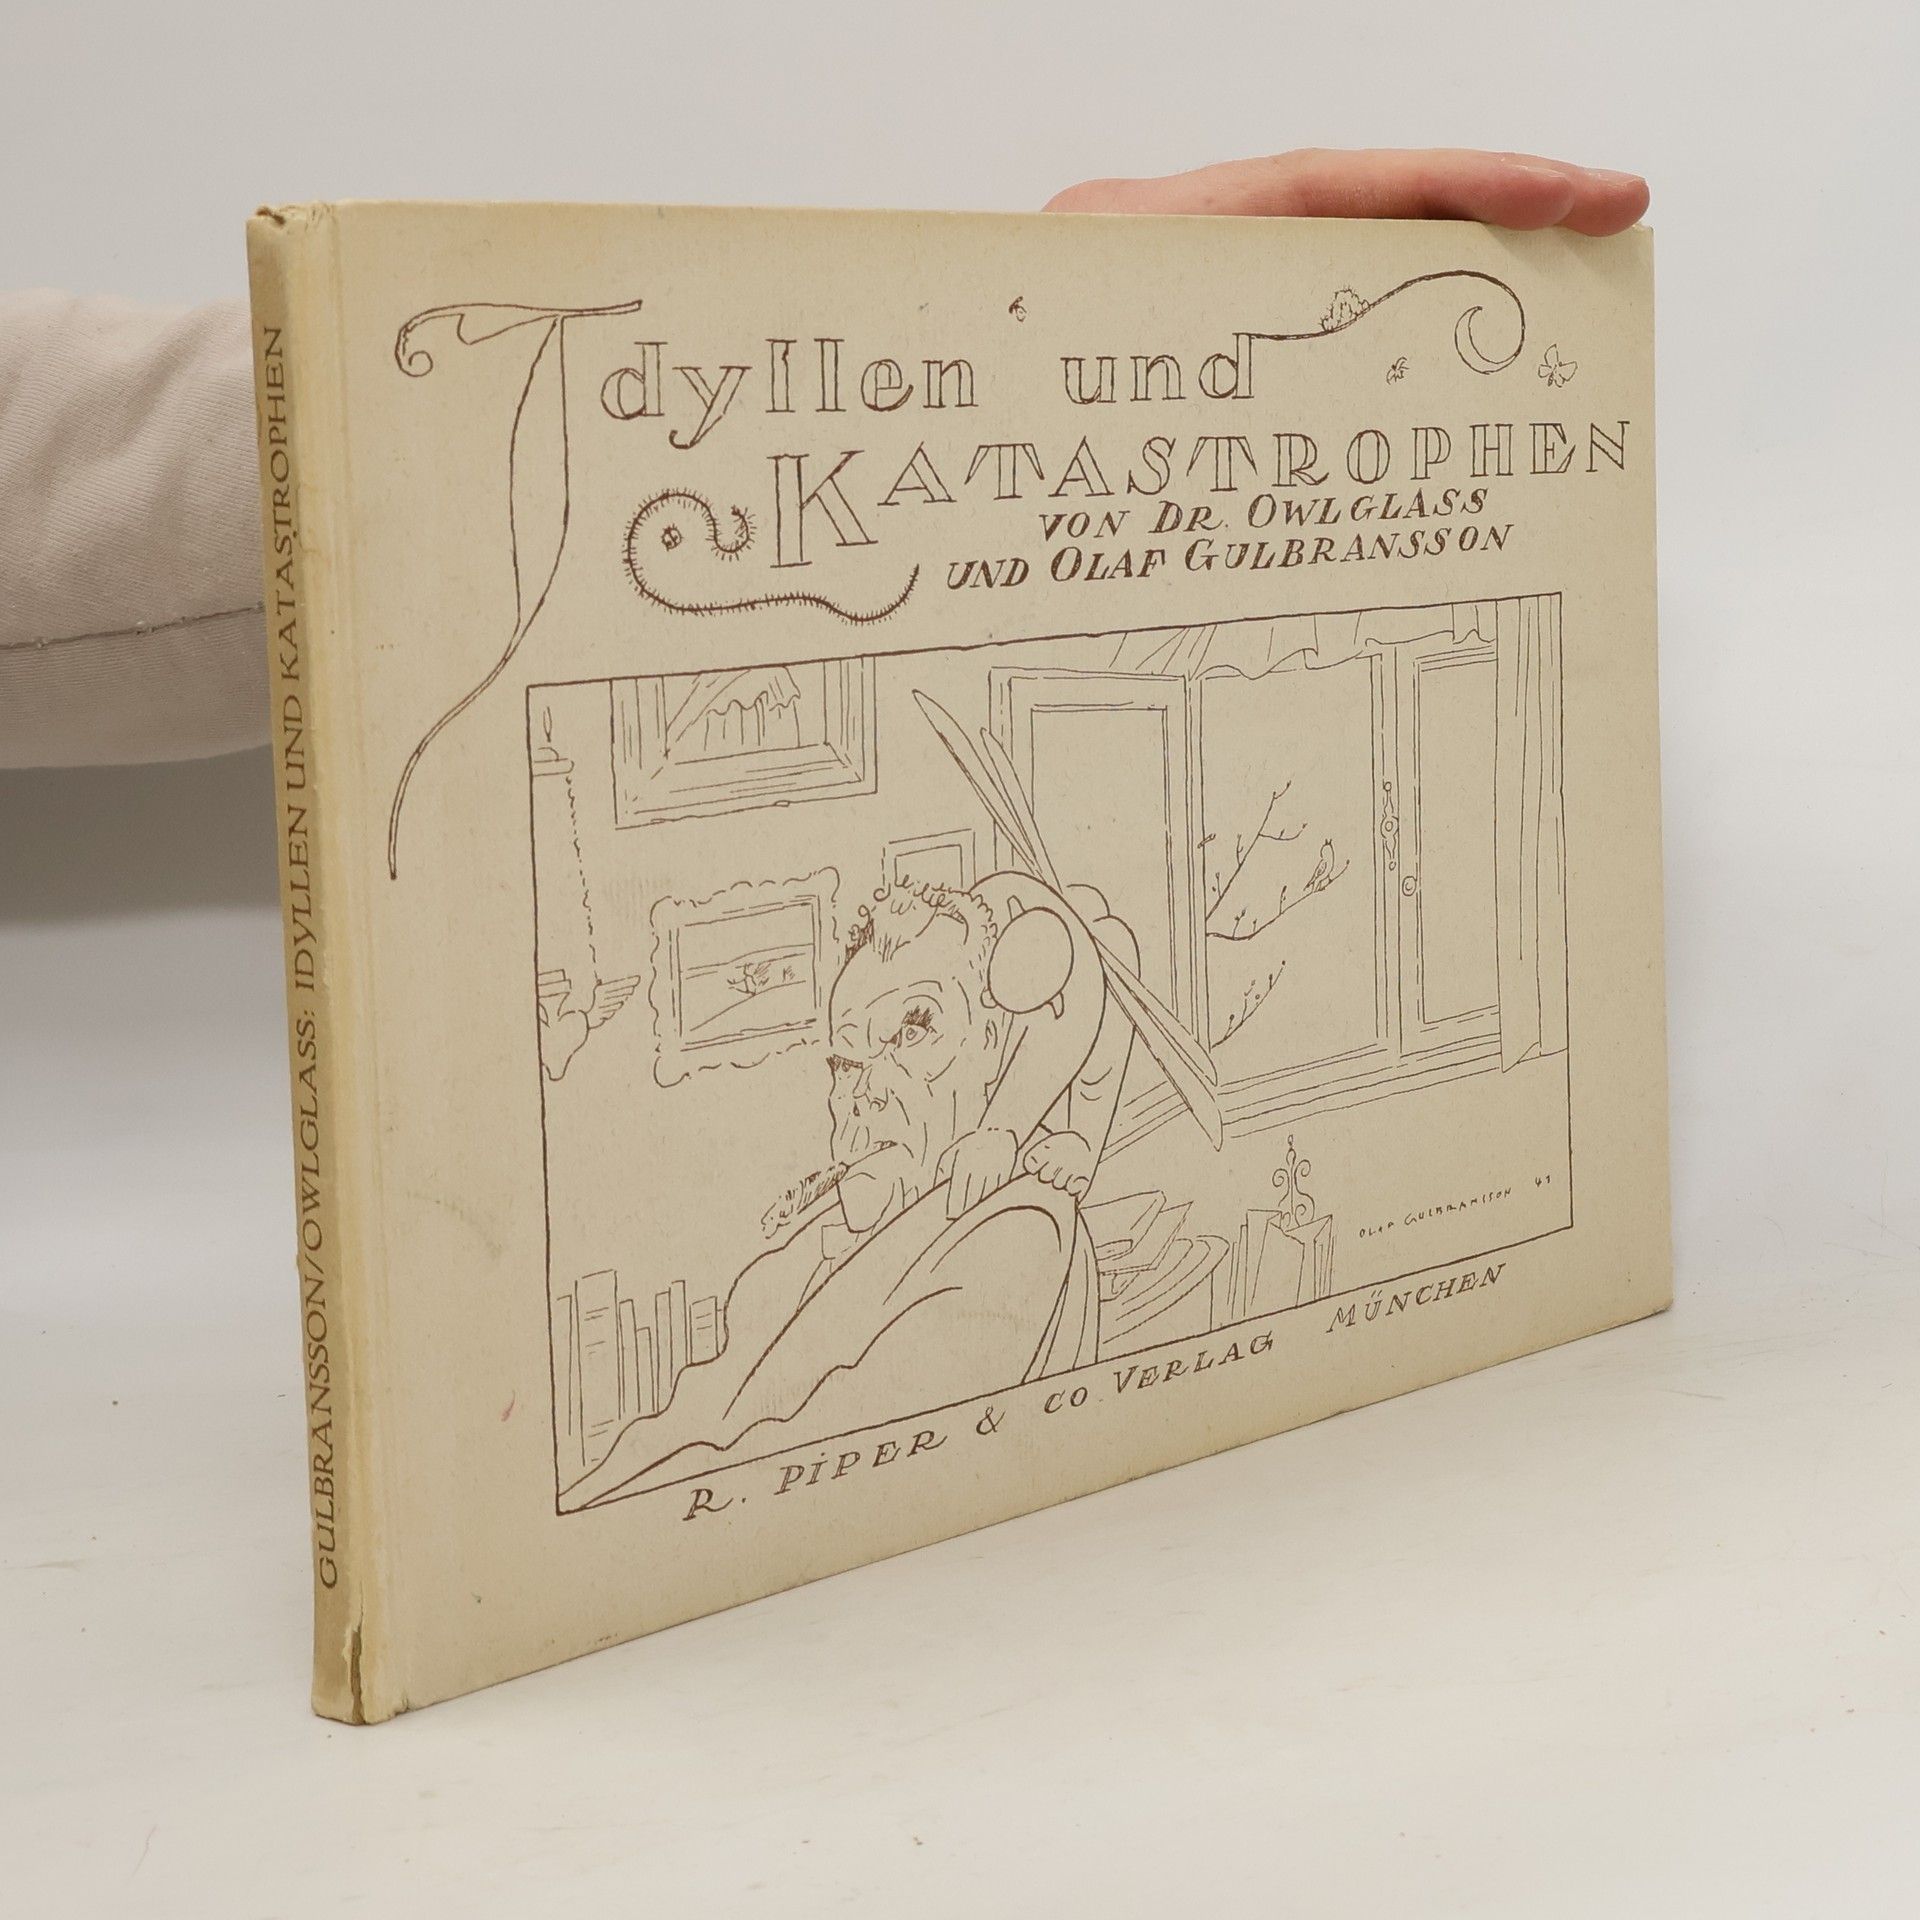 GULBRANSSON/OWLGLASS: IDYLLEN UND KATASTROPHEN
Idyllen und
KATASTROPHEN
VON DR. OWLGLASS
UND OLAF GULBRANSSON
OLAF GULBRANSSON 41
R. PIPER & CO. VERLAG MÜNCHEN